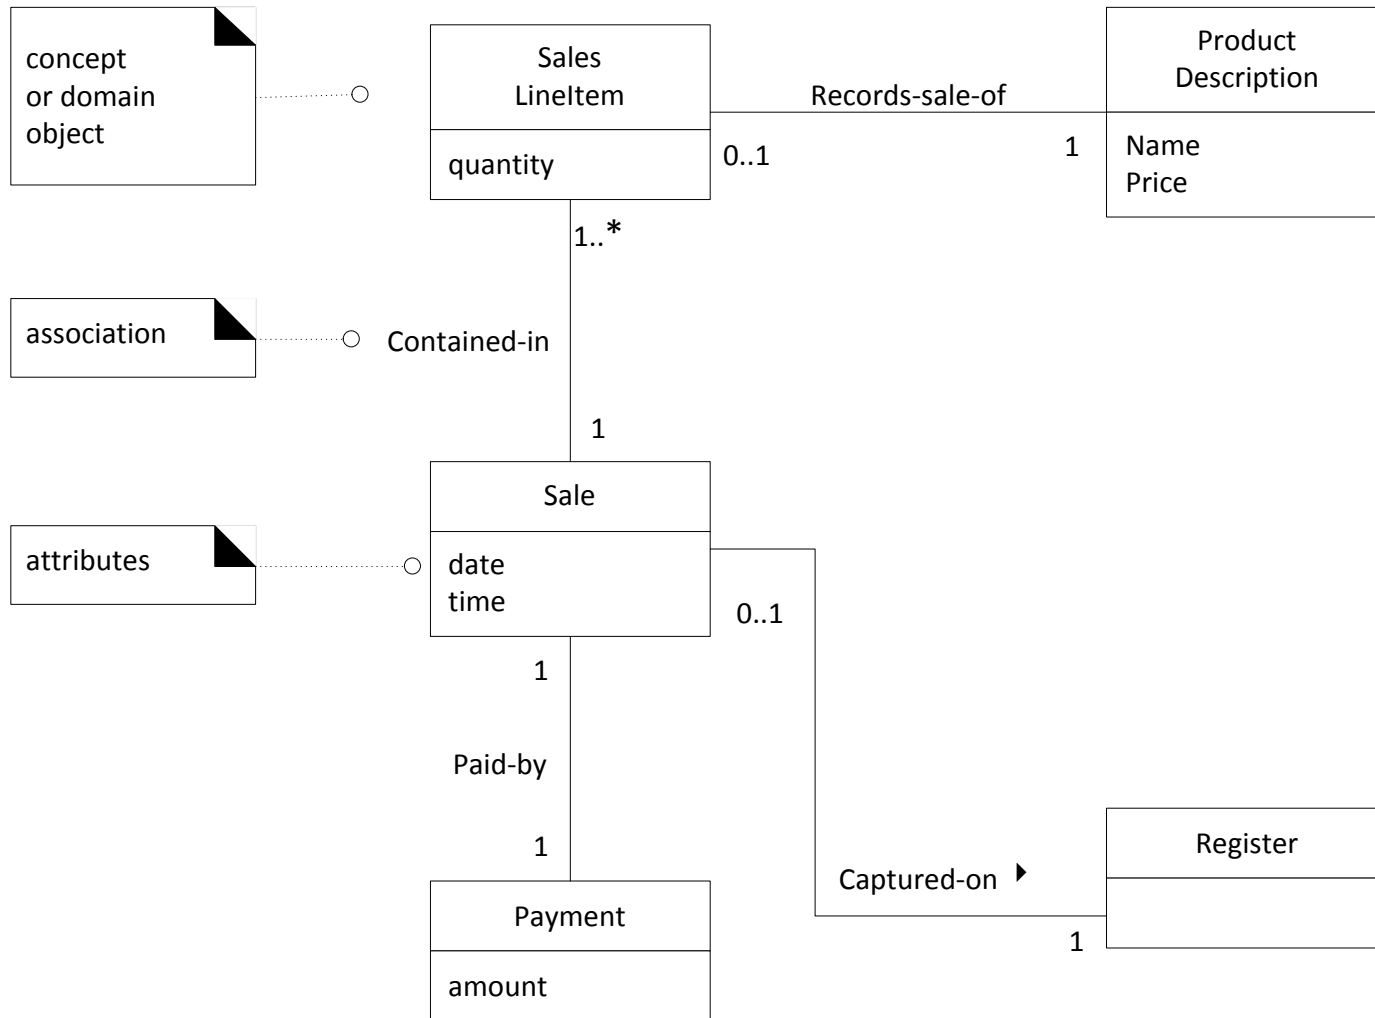 concept
or domain
object
Sales
LineItem
quantity
Records-sale-of
0..1
1
Product
Description
Name
Price
1..*
association
Contained-in
1
attributes
Sale
date
time
0..1
1
Paid-by
1
Captured-on
1
Register
Payment
amount